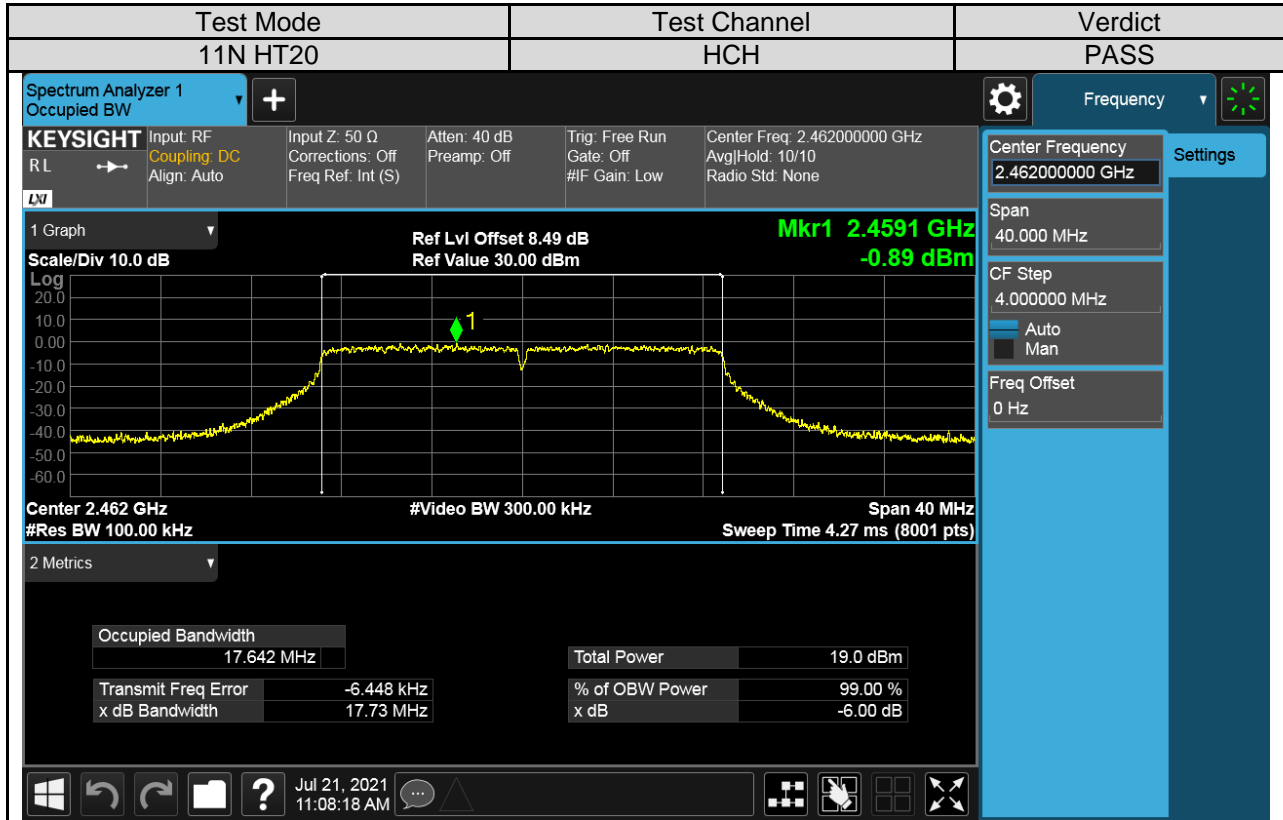 Test Mode Test Channel Verdict
11N HT20 HCH PASS
Spectrum Analyzer 1
Occupied BW
+
Frequency
KEYSIGHT Input: RF Input Z: 50 Ω Atten: 40 dB Trig: Free Run Center Freq: 2.462000000 GHz
R L Coupling: DC Corrections: Off Preamp: Off Gate: Off Avg|Hold: 10/10
Align: Auto Freq Ref: Int (S) #IF Gain: Low Radio Std: None
LXI
Center Frequency
2.462000000 GHz
Settings
Span
40.000 MHz
CF Step
4.000000 MHz
Auto
Man
Freq Offset
0 Hz
1 Graph Ref Lvl Offset 8.49 dB Mkr1 2.4591 GHz
Scale/Div 10.0 dB Ref Value 30.00 dBm -0.89 dBm
Log
20.0
10.0
1
0.00
-10.0
-20.0
-30.0
-40.0
-50.0
-60.0
Center 2.462 GHz #Video BW 300.00 kHz Span 40 MHz
#Res BW 100.00 kHz Sweep Time 4.27 ms (8001 pts)
2 Metrics
Occupied Bandwidth
17.642 MHz Total Power 19.0 dBm
Transmit Freq Error -6.448 kHz % of OBW Power 99.00 %
x dB Bandwidth 17.73 MHz x dB -6.00 dB
? Jul 21, 2021
11:08:18 AM